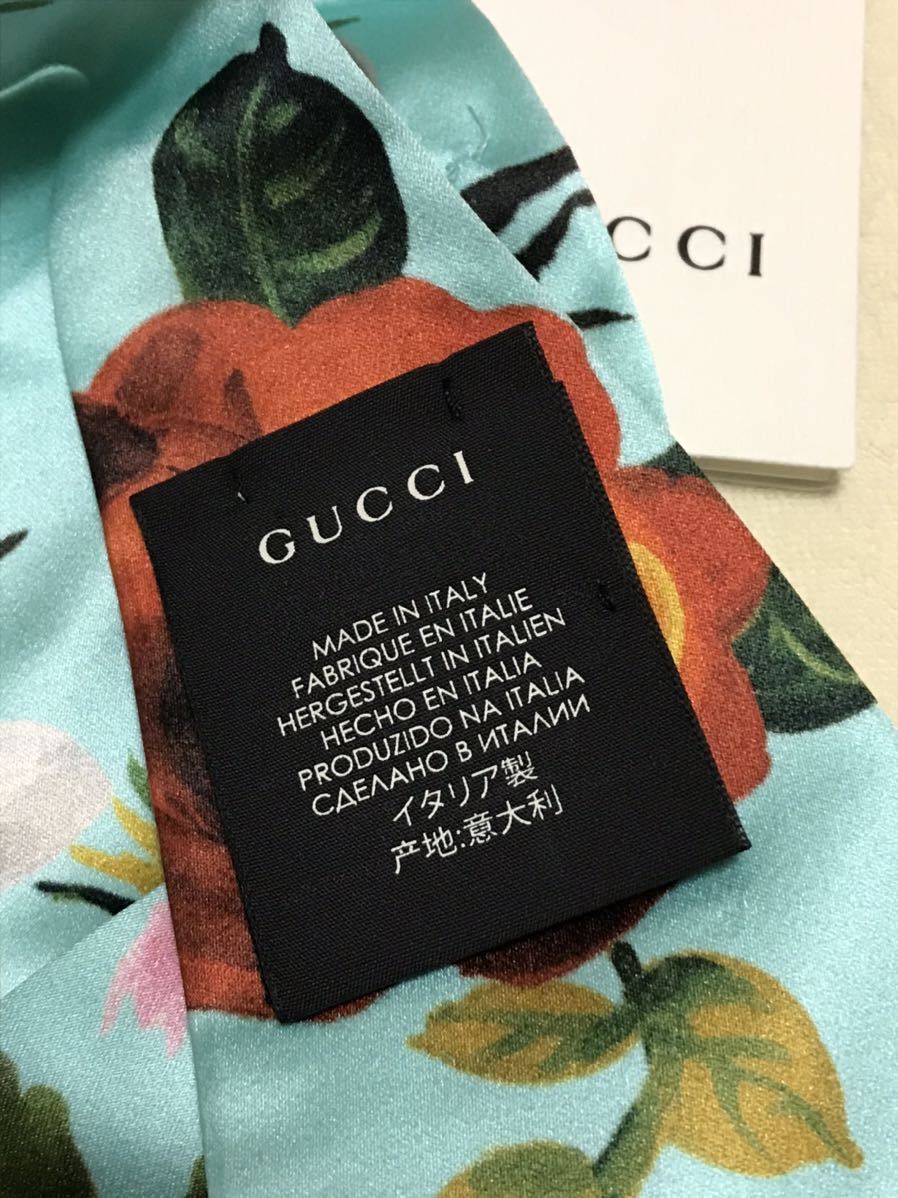 CCI
GUCCI
MADE IN ITALY
FABRIQUE EN ITALIE
HERGESTELLT IN ITALIEN
HECHO EN ITALIA
PRODUZIDO NA ITALIA
СДЕЛАНО В ИТАЛИИ
イタリア製
产地:意大利